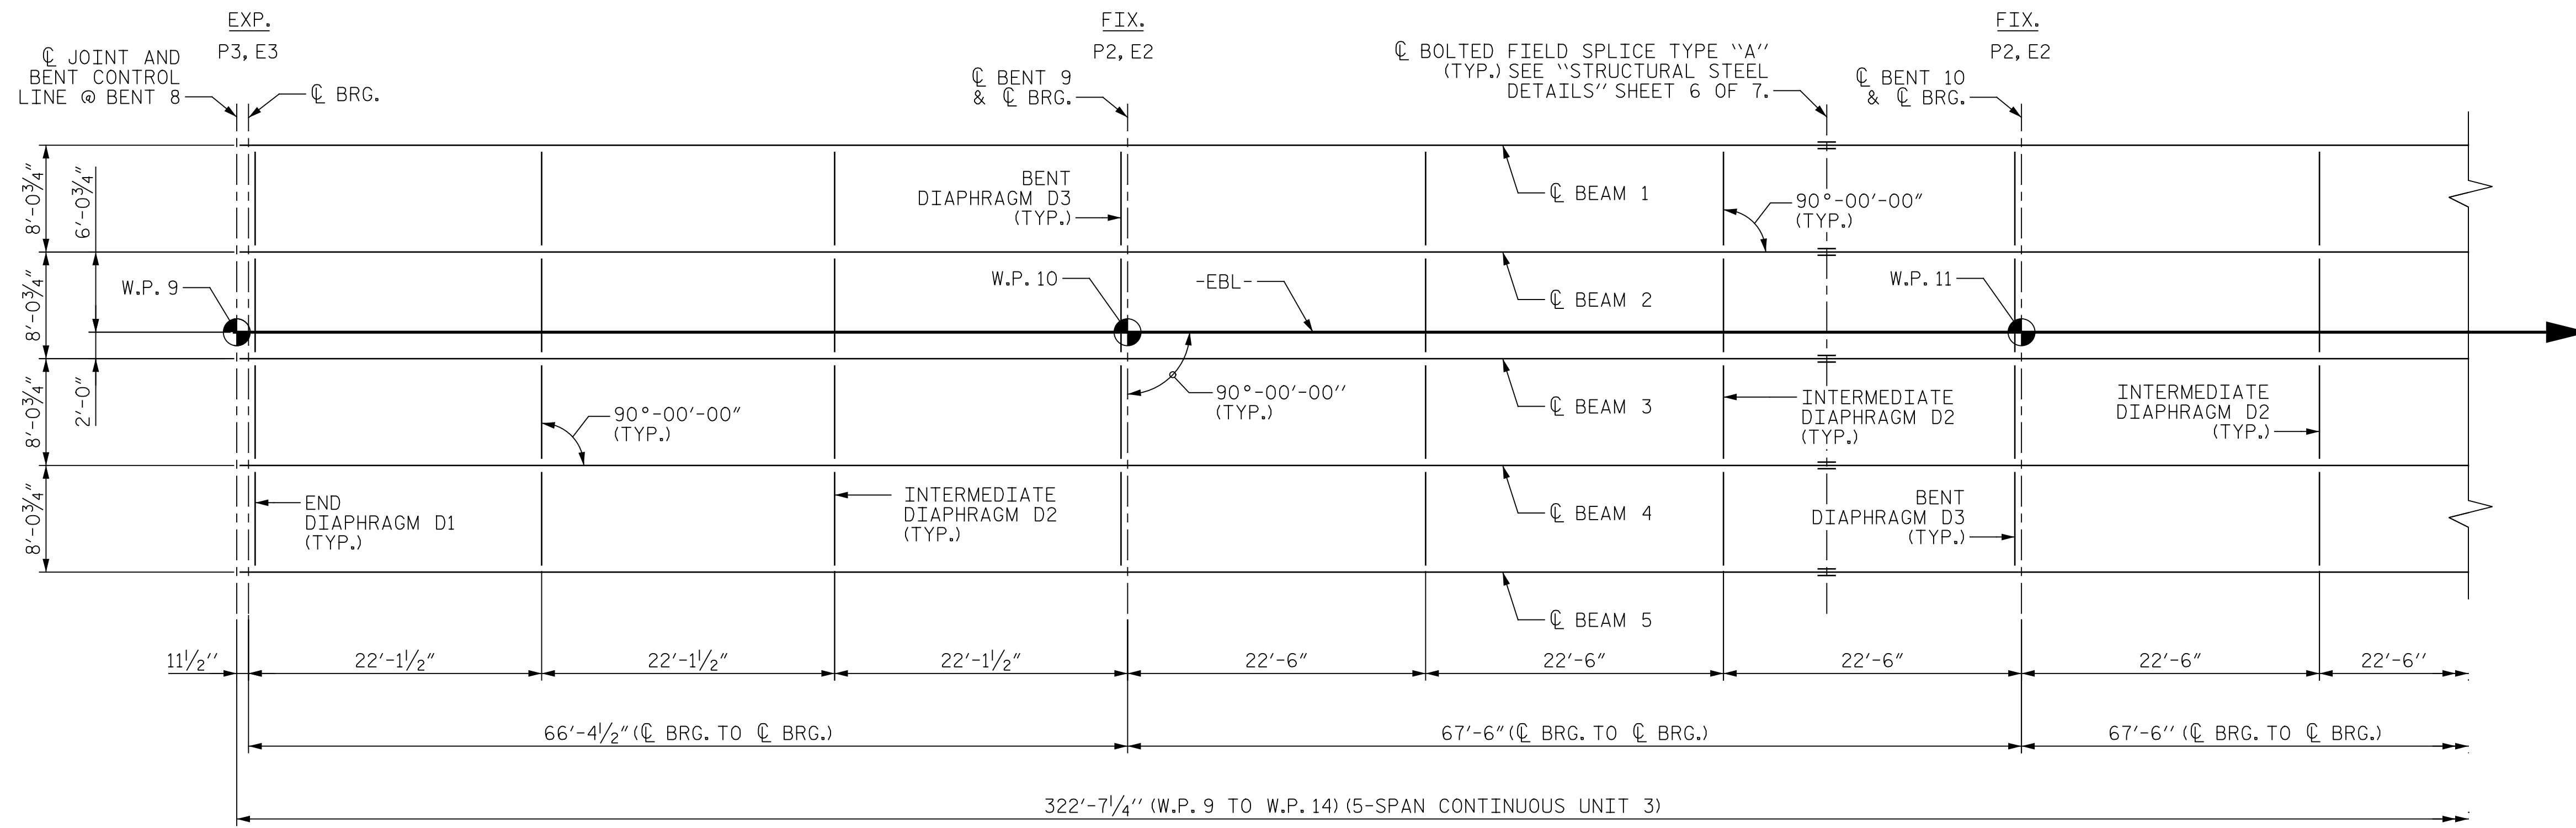 EXP.
P3, E3
℄ JOINT AND
BENT CONTROL
LINE @ BENT 8
℄ BRG.
FIX.
P2, E2
℄ BENT 9
& ℄ BRG.
℄ BOLTED FIELD SPLICE TYPE ‶A″
(TYP.) SEE ‶STRUCTURAL STEEL
DETAILS″ SHEET 6 OF 7.
FIX.
P2, E2
℄ BENT 10
& ℄ BRG.
8′-0¾″
8′-0¾″
8′-0¾″
8′-0¾″
6′-0¾″
2′-0″
W.P. 9
BENT
DIAPHRAGM D3
(TYP.)
℄ BEAM 1
90°-00′-00″
(TYP.)
W.P. 10
-EBL-
℄ BEAM 2
W.P. 11
90°-00′-00″
(TYP.)
90°-00′-00″
(TYP.)
℄ BEAM 3
INTERMEDIATE
DIAPHRAGM D2
(TYP.)
INTERMEDIATE
DIAPHRAGM D2
(TYP.)
END
DIAPHRAGM D1
(TYP.)
INTERMEDIATE
DIAPHRAGM D2
(TYP.)
℄ BEAM 4
BENT
DIAPHRAGM D3
(TYP.)
℄ BEAM 5
11½″
22′-1½″
22′-1½″
22′-1½″
22′-6″
22′-6″
22′-6″
22′-6″
22′-6″
66′-4½″ (℄ BRG. TO ℄ BRG.)
67′-6″ (℄ BRG. TO ℄ BRG.)
67′-6″ (℄ BRG. TO ℄ BRG.)
322′-7¼″ (W.P. 9 TO W.P. 14) (5-SPAN CONTINUOUS UNIT 3)